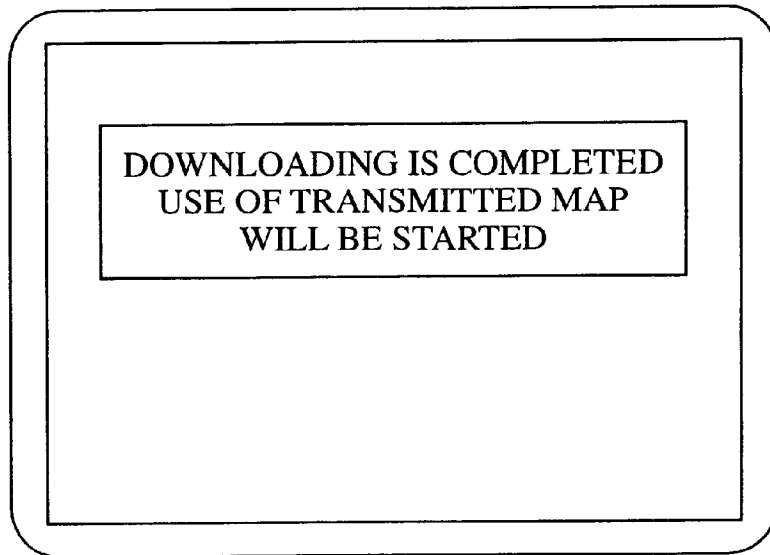 DOWNLOADING IS COMPLETED
USE OF TRANSMITTED MAP
WILL BE STARTED